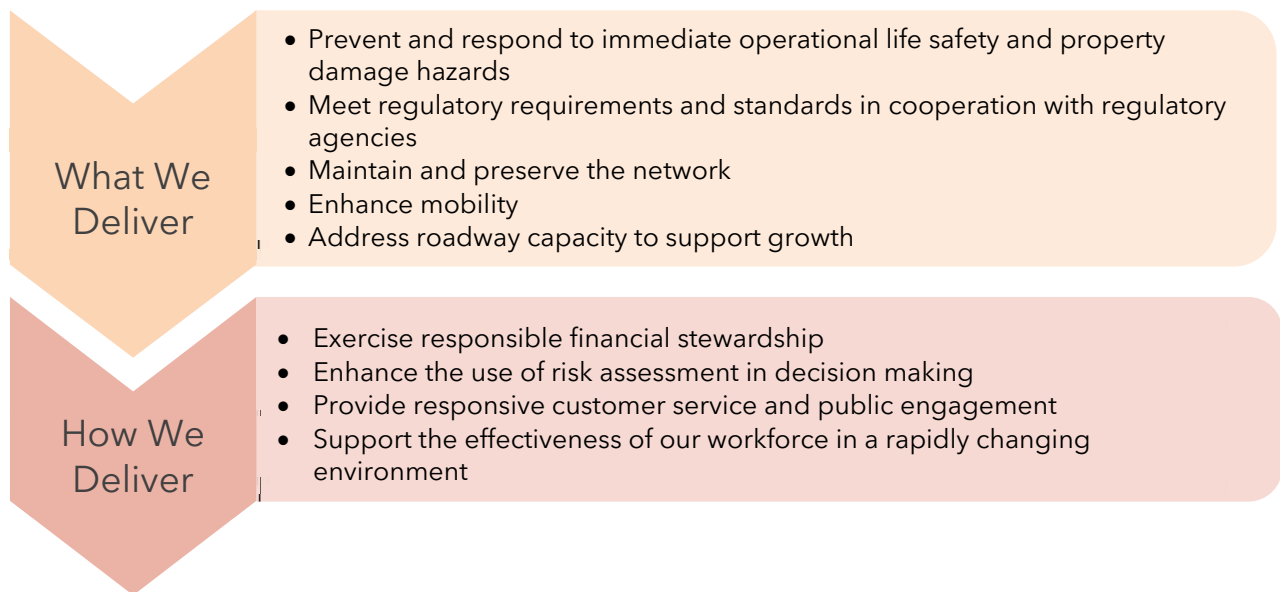 What We
Deliver
• Prevent and respond to immediate operational life safety and property
damage hazards
• Meet regulatory requirements and standards in cooperation with regulatory
agencies
• Maintain and preserve the network
• Enhance mobility
• Address roadway capacity to support growth
How We
Deliver
• Exercise responsible financial stewardship
• Enhance the use of risk assessment in decision making
• Provide responsive customer service and public engagement
• Support the effectiveness of our workforce in a rapidly changing
environment